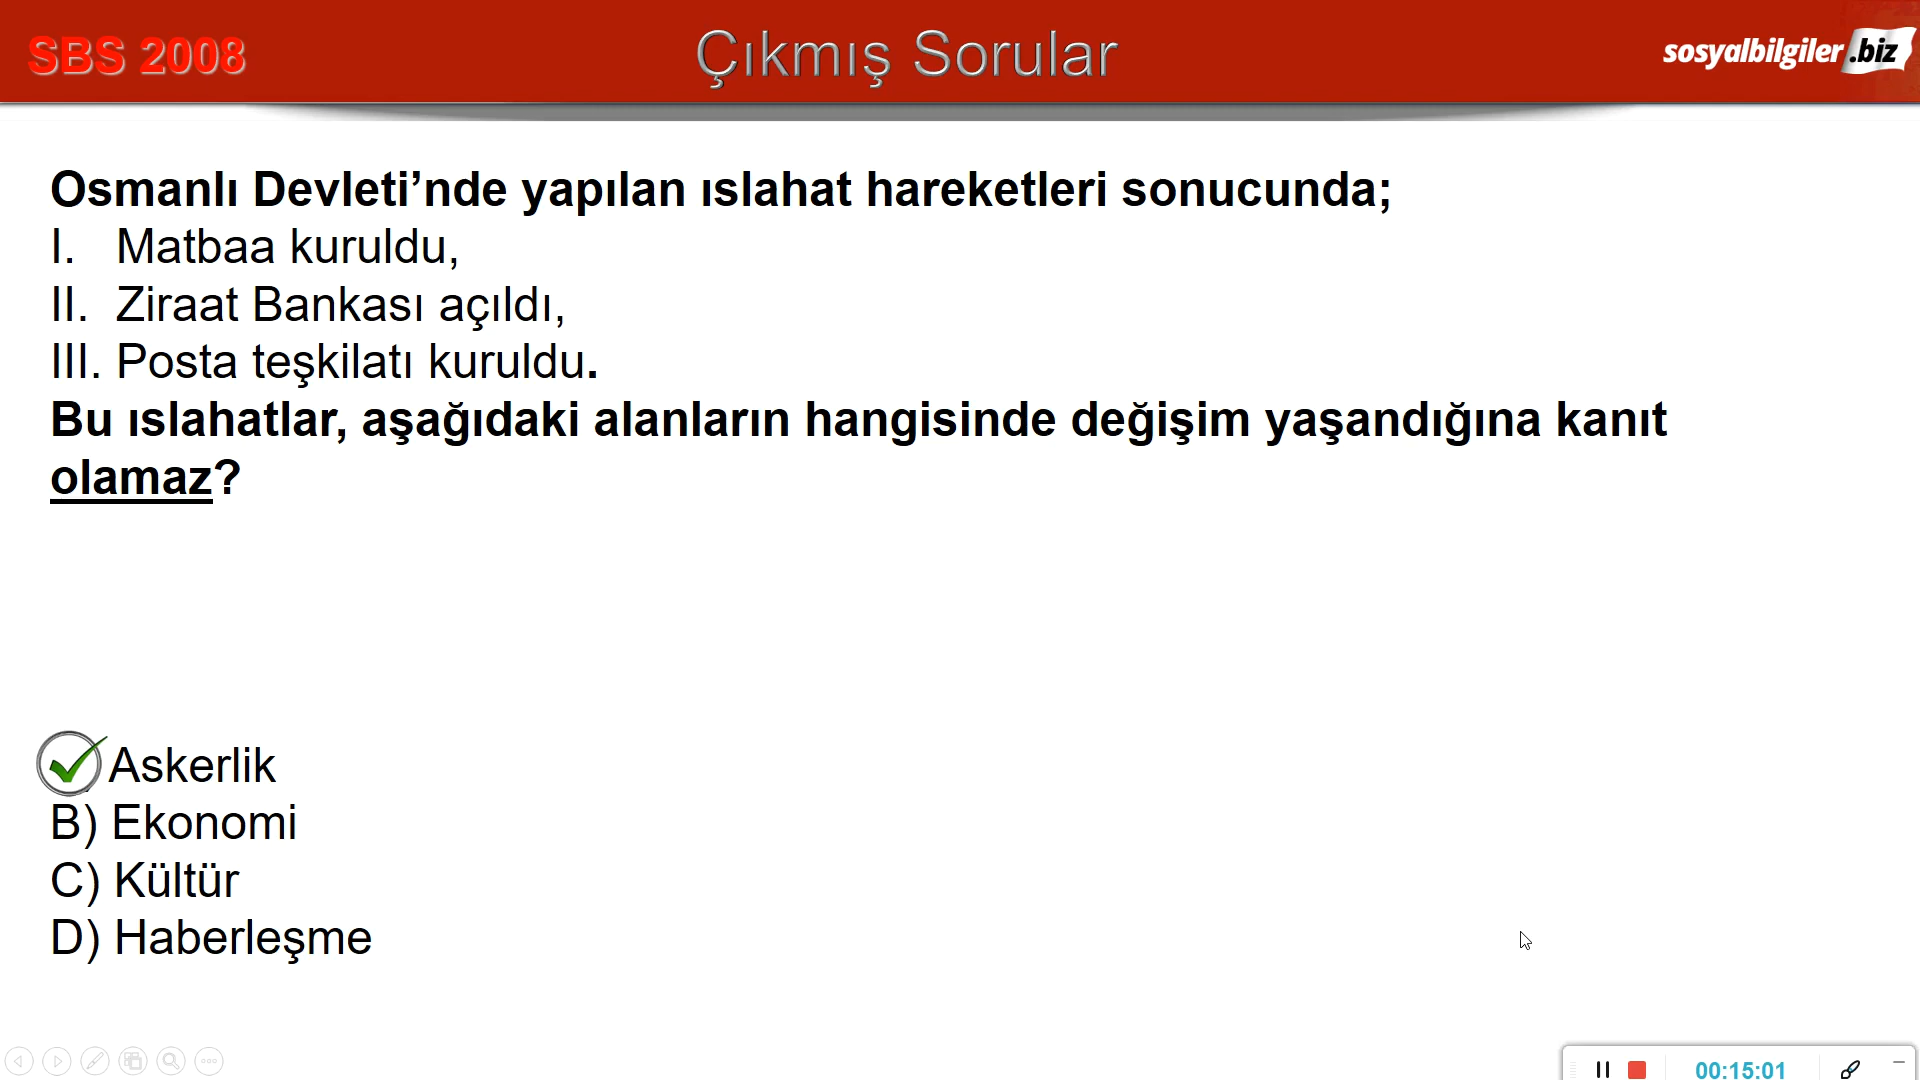 SBS 2008
Çıkmış Sorular
sosyalbilgiler.biz
Osmanlı Devleti’nde yapılan ıslahat hareketleri sonucunda;
I. Matbaa kuruldu,
II. Ziraat Bankası açıldı,
III. Posta teşkilatı kuruldu.
Bu ıslahatlar, aşağıdaki alanların hangisinde değişim yaşandığına kanıt
olamaz?
Askerlik
B) Ekonomi
C) Kültür
D) Haberleşme
00:15:01